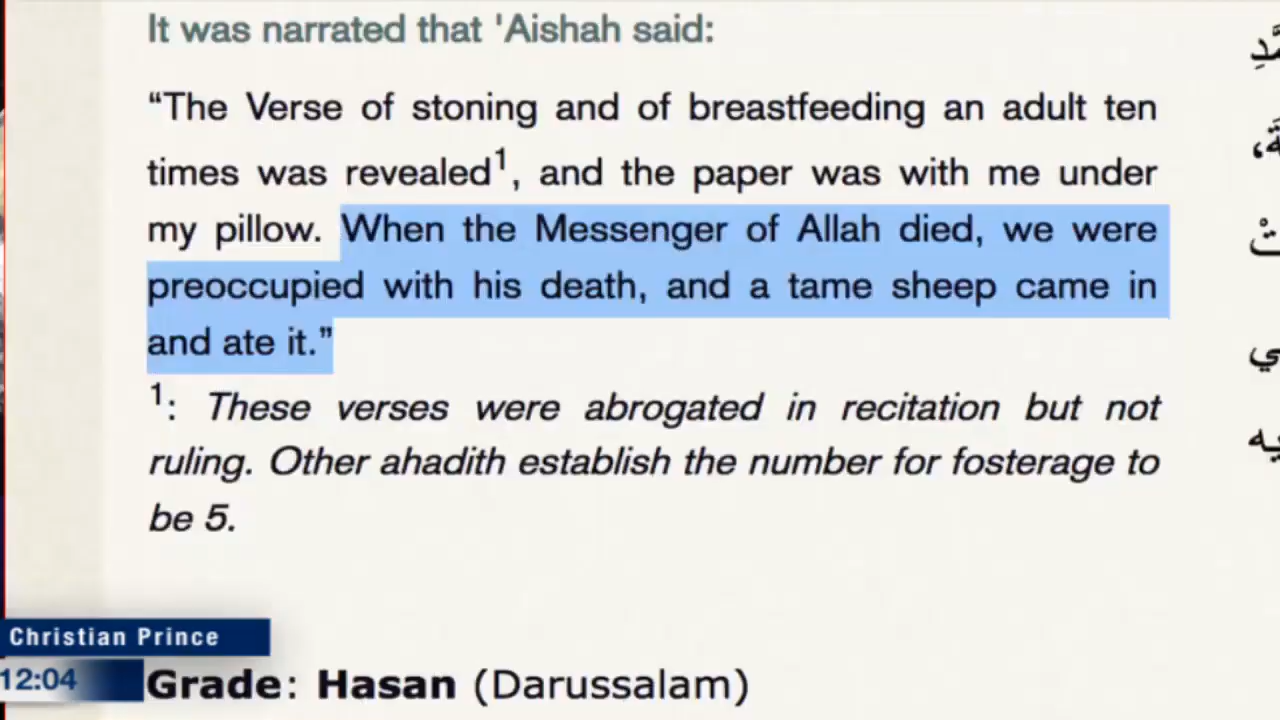 It was narrated that 'Aishah said:
“The Verse of stoning and of breastfeeding an adult ten
times was revealed1, and the paper was with me under
my pillow. When the Messenger of Allah died, we were
preoccupied with his death, and a tame sheep came in
and ate it.”
1: These verses were abrogated in recitation but not
ruling. Other ahadith establish the number for fosterage to
be 5.
Christian Prince
12:04
Grade: Hasan (Darussalam)